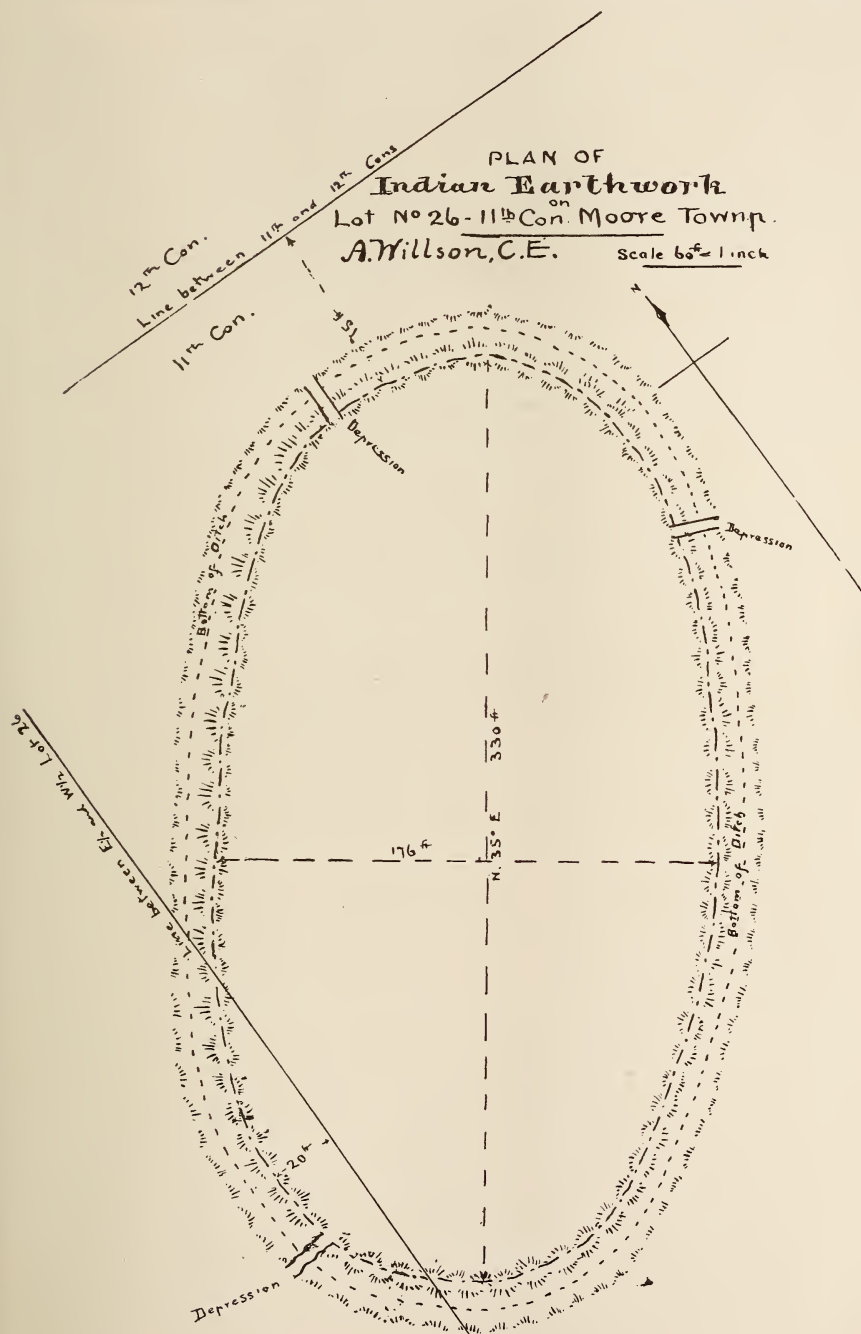 PLAN OF
Indian Earthwork
on
Lot No 26 - 11th Con. Moore Townp.
A. Willson, C.E.
Scale 60ft = 1 inch
12th Con.
Line between 11th and 12th Cons
11th Con.
75 ft
N
Depression
Depression
Bottom of Ditch
330 ft
N. 35° E
176 ft
Bottom of Ditch
Line between E½ and W½ Lot 26
20 ft
Depression